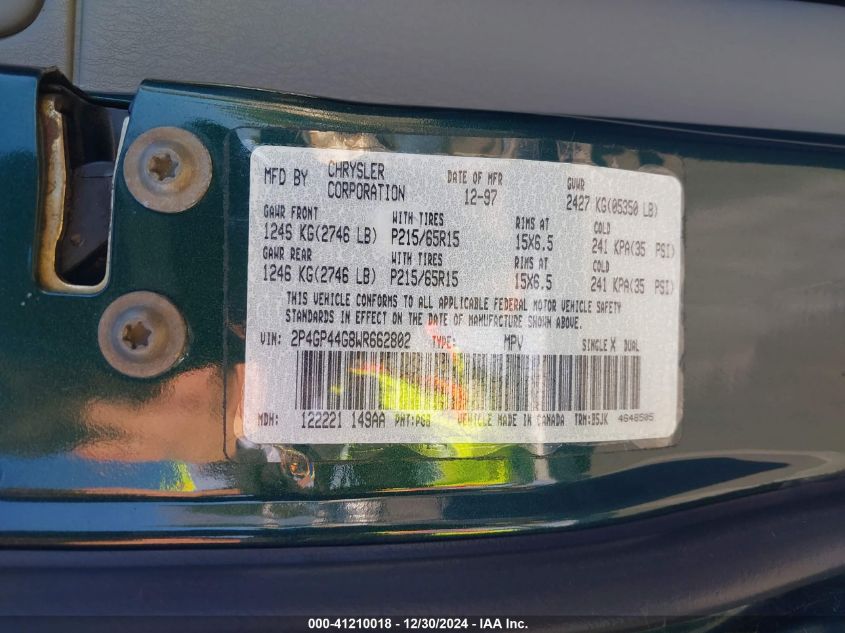 MFD BY CHRYSLER CORPORATION DATE OF MFR 12-97 GVWR 2427 KG(05350 LB)
GAWR FRONT WITH TIRES RIMS AT COLD
1245 KG(2746 LB) P215/65R15 15X6.5 241 KPA(35 PSI)
GAWR REAR WITH TIRES RIMS AT COLD
1246 KG(2746 LB) P215/65R15 15X6.5 241 KPA(35 PSI)
THIS VEHICLE CONFORMS TO ALL APPLICABLE FEDERAL MOTOR VEHICLE SAFETY
STANDARDS IN EFFECT ON THE DATE OF MANUFACTURE SHOWN ABOVE.
VIN: 2P4GP44G8WR662802 TYPE: MPV SINGLE X DUAL
MDH: 122221 149AA PNT:PG8 VEHICLE MADE IN CANADA TRM:B5JK 4648505
000-41210018 - 12/30/2024 - IAA Inc.